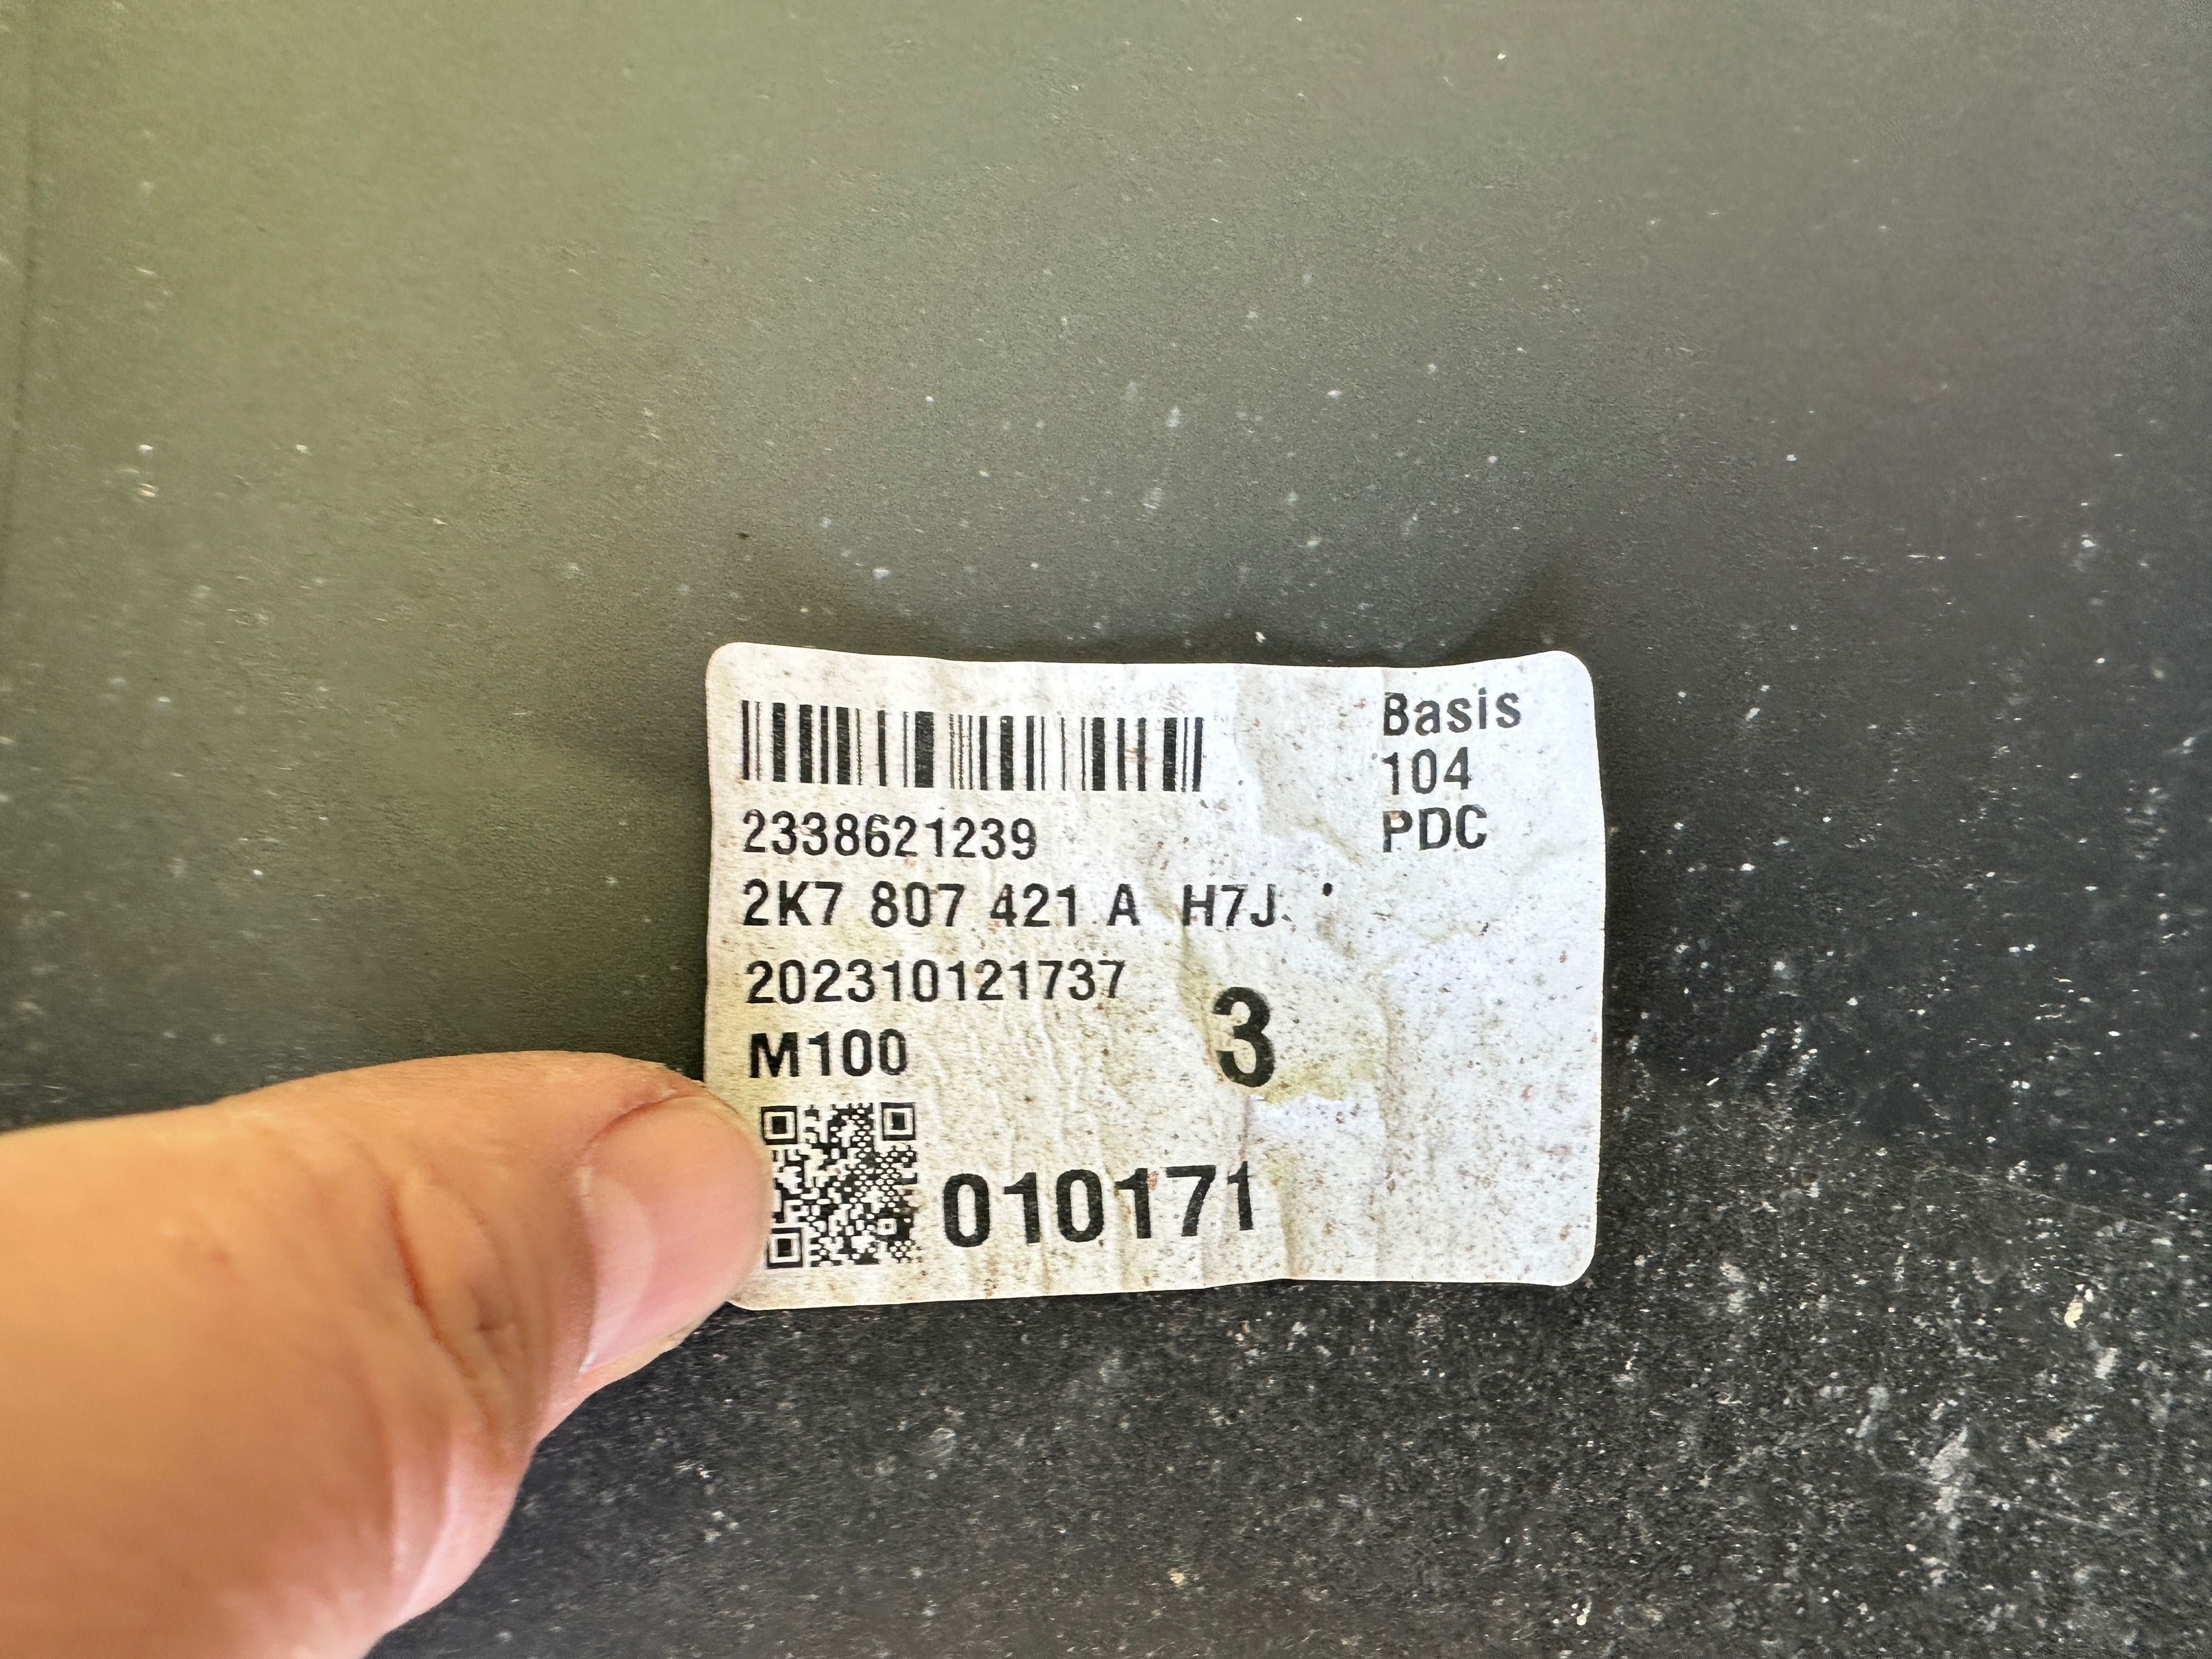 Basis
104
PDC
2338621239
2K7 807 421 A H7J
202310121737
3
M100
010171